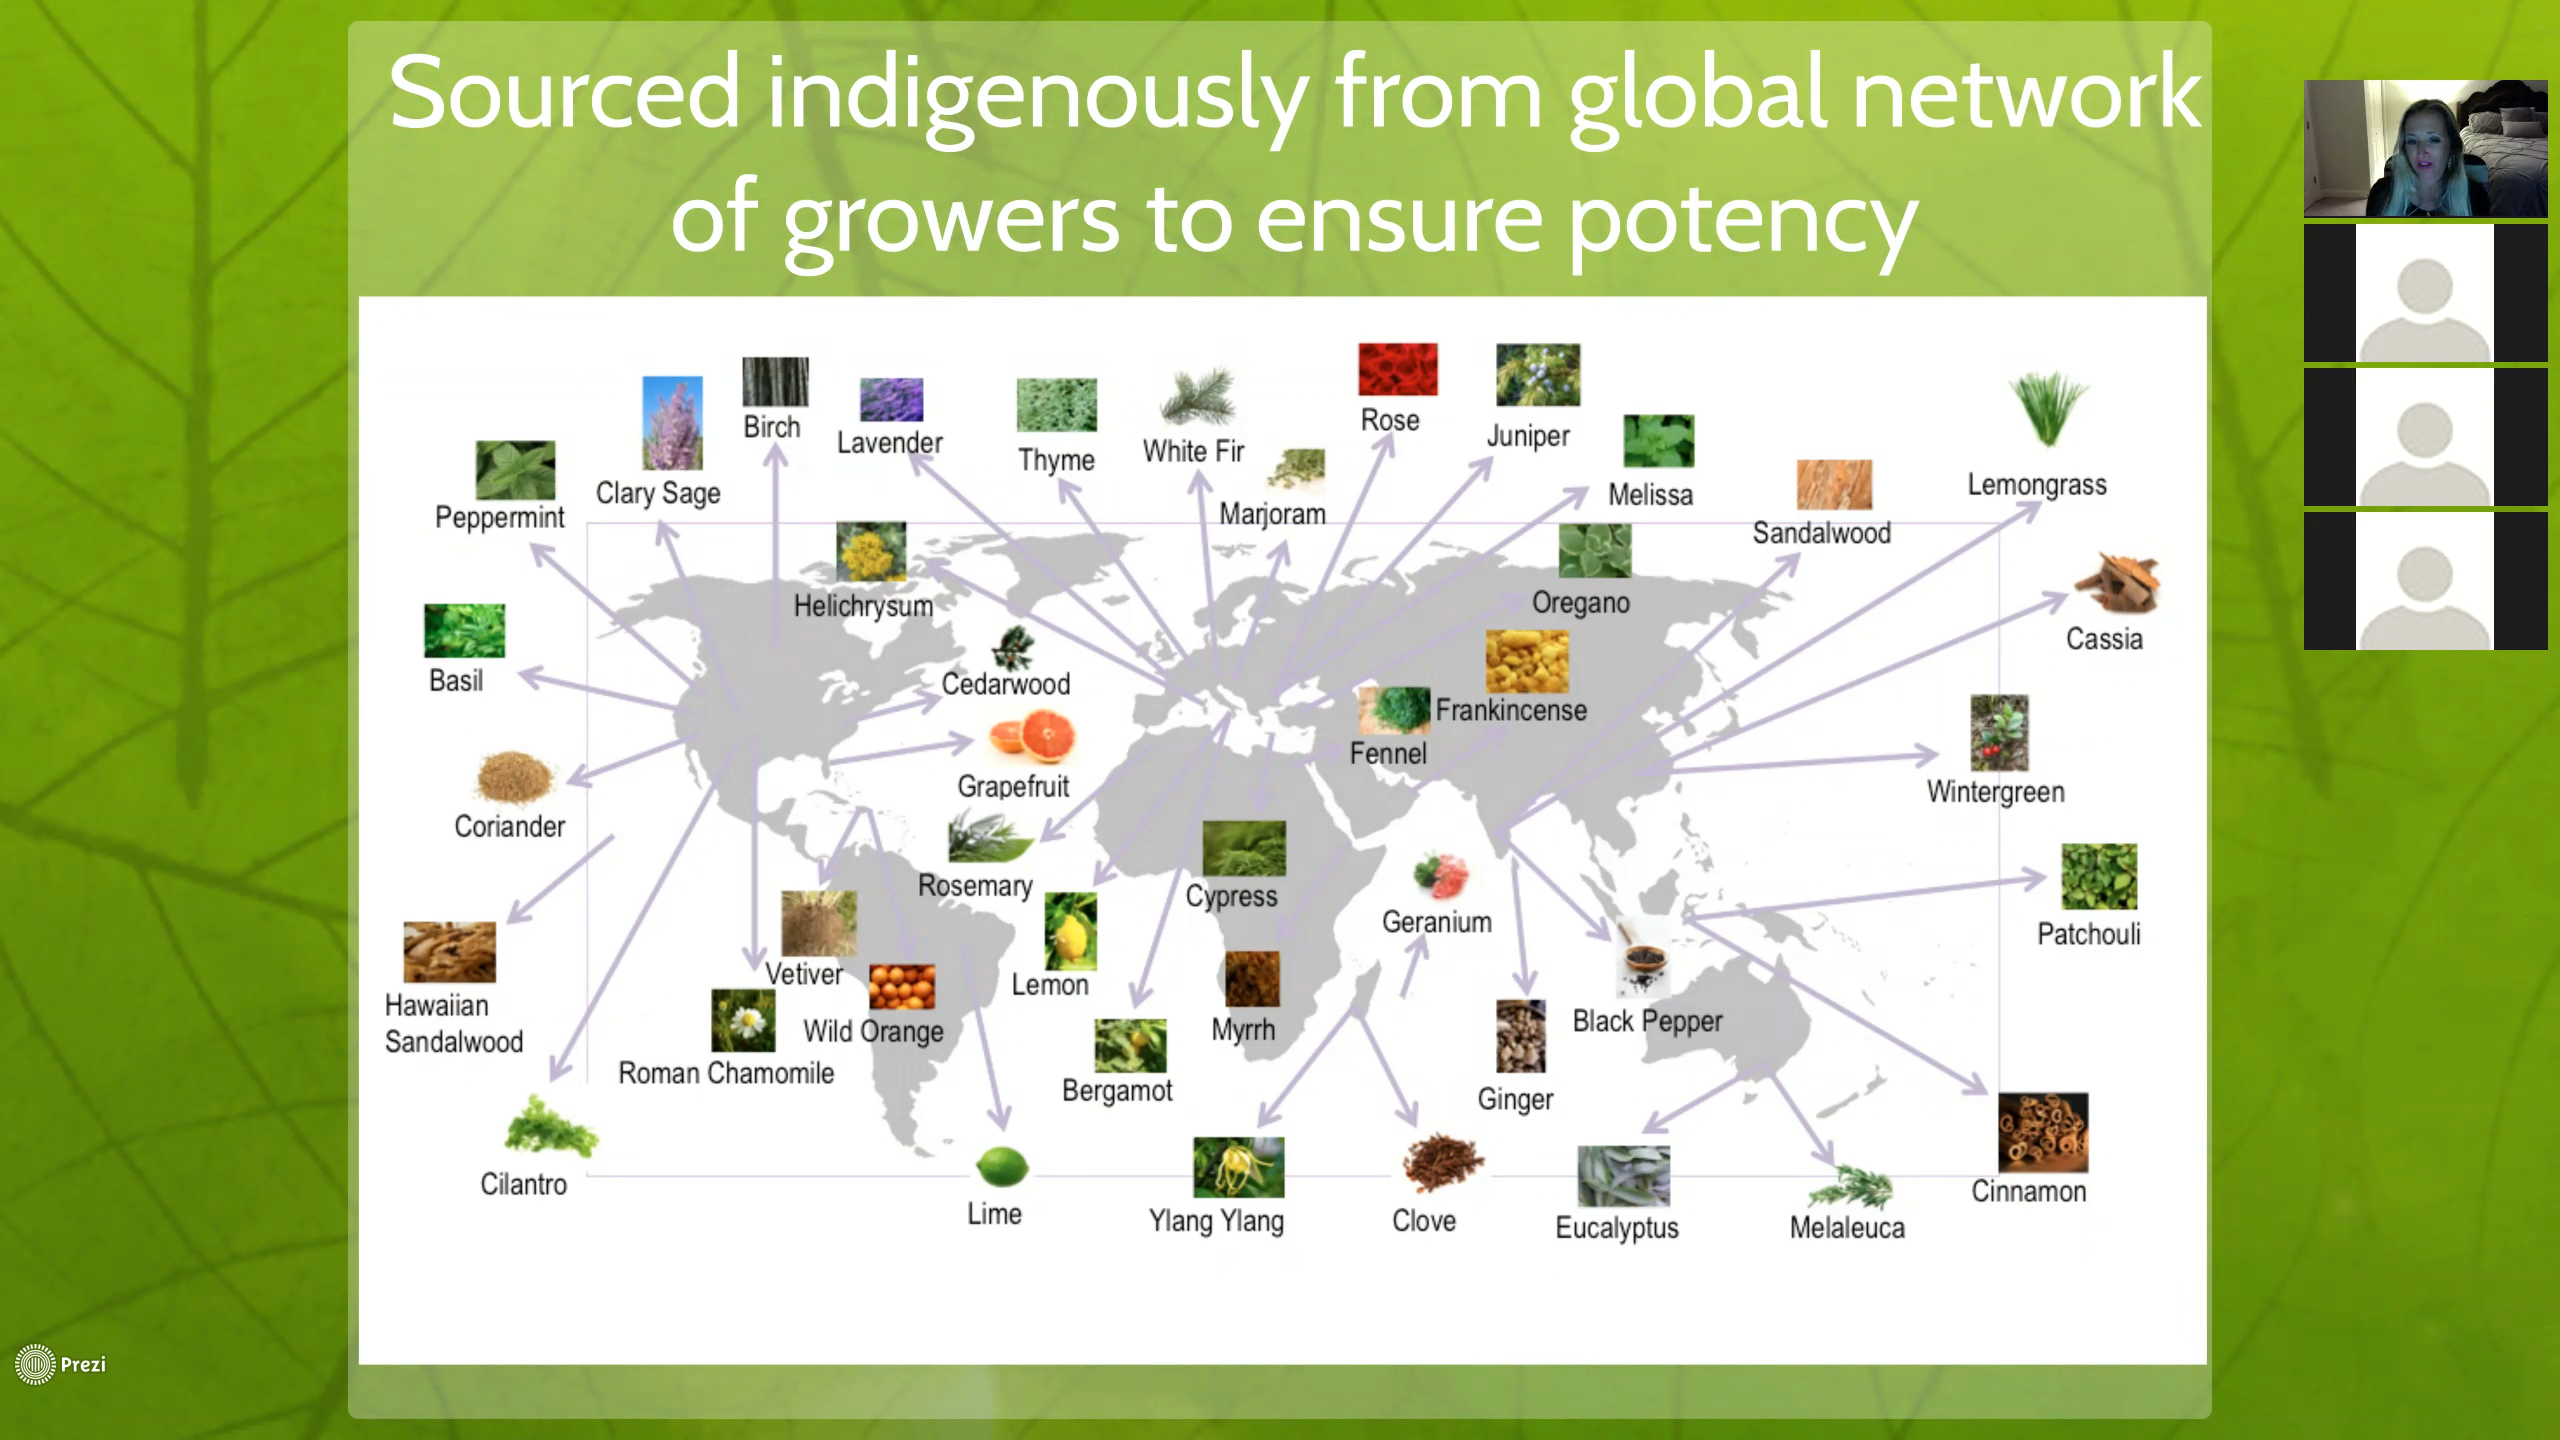 Sourced indigenously from global network
of growers to ensure potency
Rose
Birch
Juniper
Lavender
White Fir
Thyme
Lemongrass
Clary Sage
Melissa
Marjoram
Peppermint
Sandalwood
Oregano
Helichrysum
Cassia
Basil
Cedarwood
Frankincense
Fennel
Grapefruit
Wintergreen
Coriander
Rosemary
Cypress
Geranium
Patchouli
Vetiver
Lemon
Hawaiian
Sandalwood
Black Pepper
Wild Orange
Myrrh
Roman Chamomile
Bergamot
Ginger
Cilantro
Cinnamon
Lime
Ylang Ylang
Clove
Eucalyptus
Melaleuca
Prezi